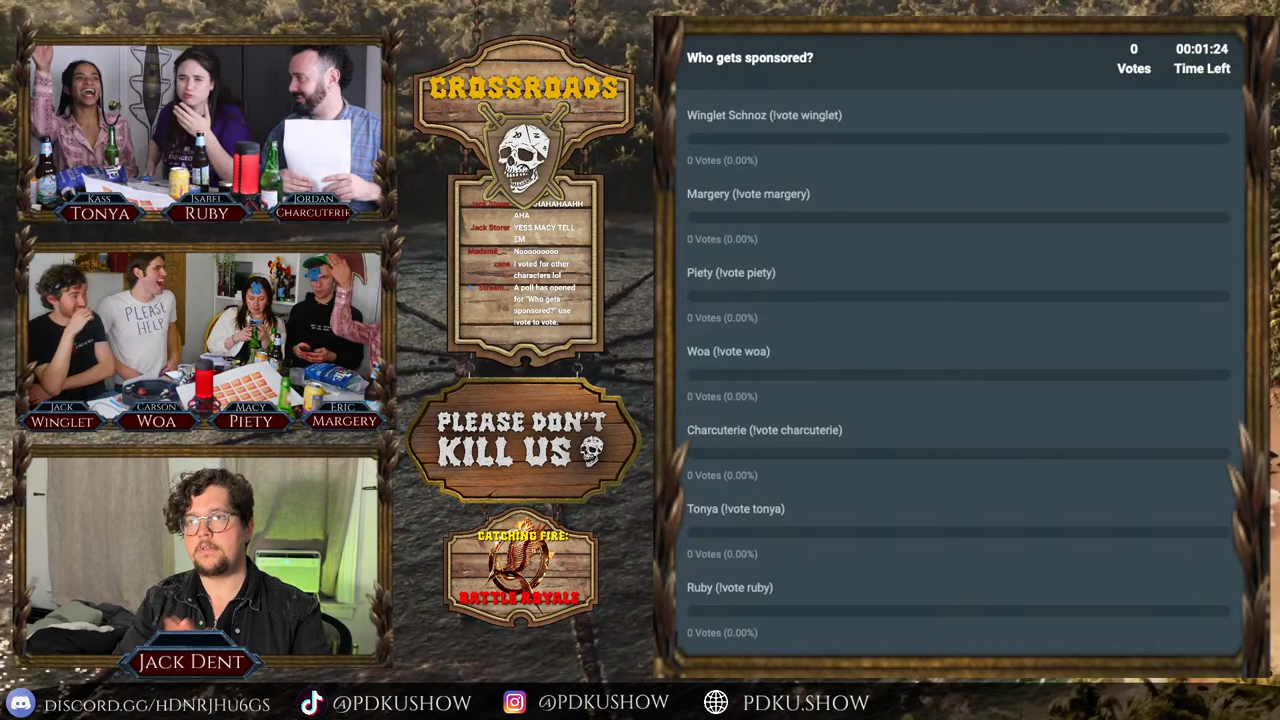 KASS
TONYA
ISABEL
RUBY
JORDAN
CHARCUTERIE
PLEASE
HELP
JACK
WINGLET
CARSON
WOA
MACY
PIETY
ERIC
MARGERY
JACK DENT
CROSSROADS
AHA
Jack Storer YESS MACY TELL
EM
Nooooooooo
zane I voted for other
characters lol
Stream... A poll has opened
for "Who gets
sponsored?" use
!vote to vote.
PLEASE DON'T
KILL US
CATCHING FIRE:
BATTLE ROYALE
Who gets sponsored?
0
Votes
00:01:24
Time Left
Winglet Schnoz (!vote winglet)
0 Votes (0.00%)
Margery (!vote margery)
0 Votes (0.00%)
Piety (!vote piety)
0 Votes (0.00%)
Woa (!vote woa)
0 Votes (0.00%)
Charcuterie (!vote charcuterie)
0 Votes (0.00%)
Tonya (!vote tonya)
0 Votes (0.00%)
Ruby (!vote ruby)
0 Votes (0.00%)
DISCORD.GG/HDNRJHU6GS
@PDKUSHOW
@PDKUSHOW
PDKU.SHOW